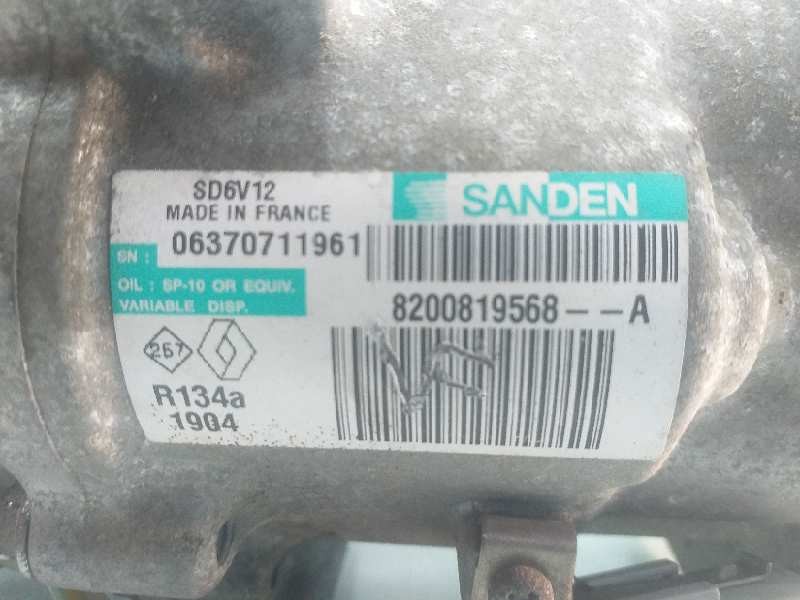 SD6V12
MADE IN FRANCE
SANDEN
SN : 06370711961
OIL : SP-10 OR EQUIV.
VARIABLE DISP.
8200819568--A
257
R134a
1904